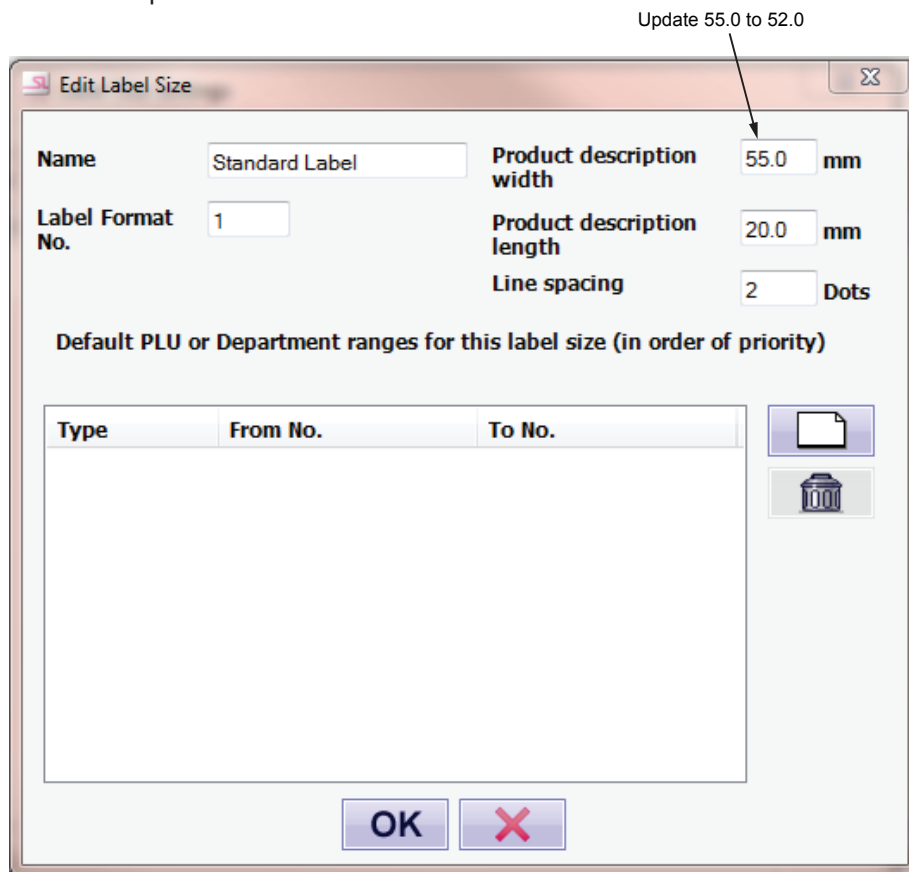 Update 55.0 to 52.0
SL Edit Label Size
Name
Standard Label
Product description
width
55.0 mm
Label Format
No.
1
Product description
length
20.0 mm
Line spacing
2 Dots
Default PLU or Department ranges for this label size (in order of priority)
Type From No. To No.
OK